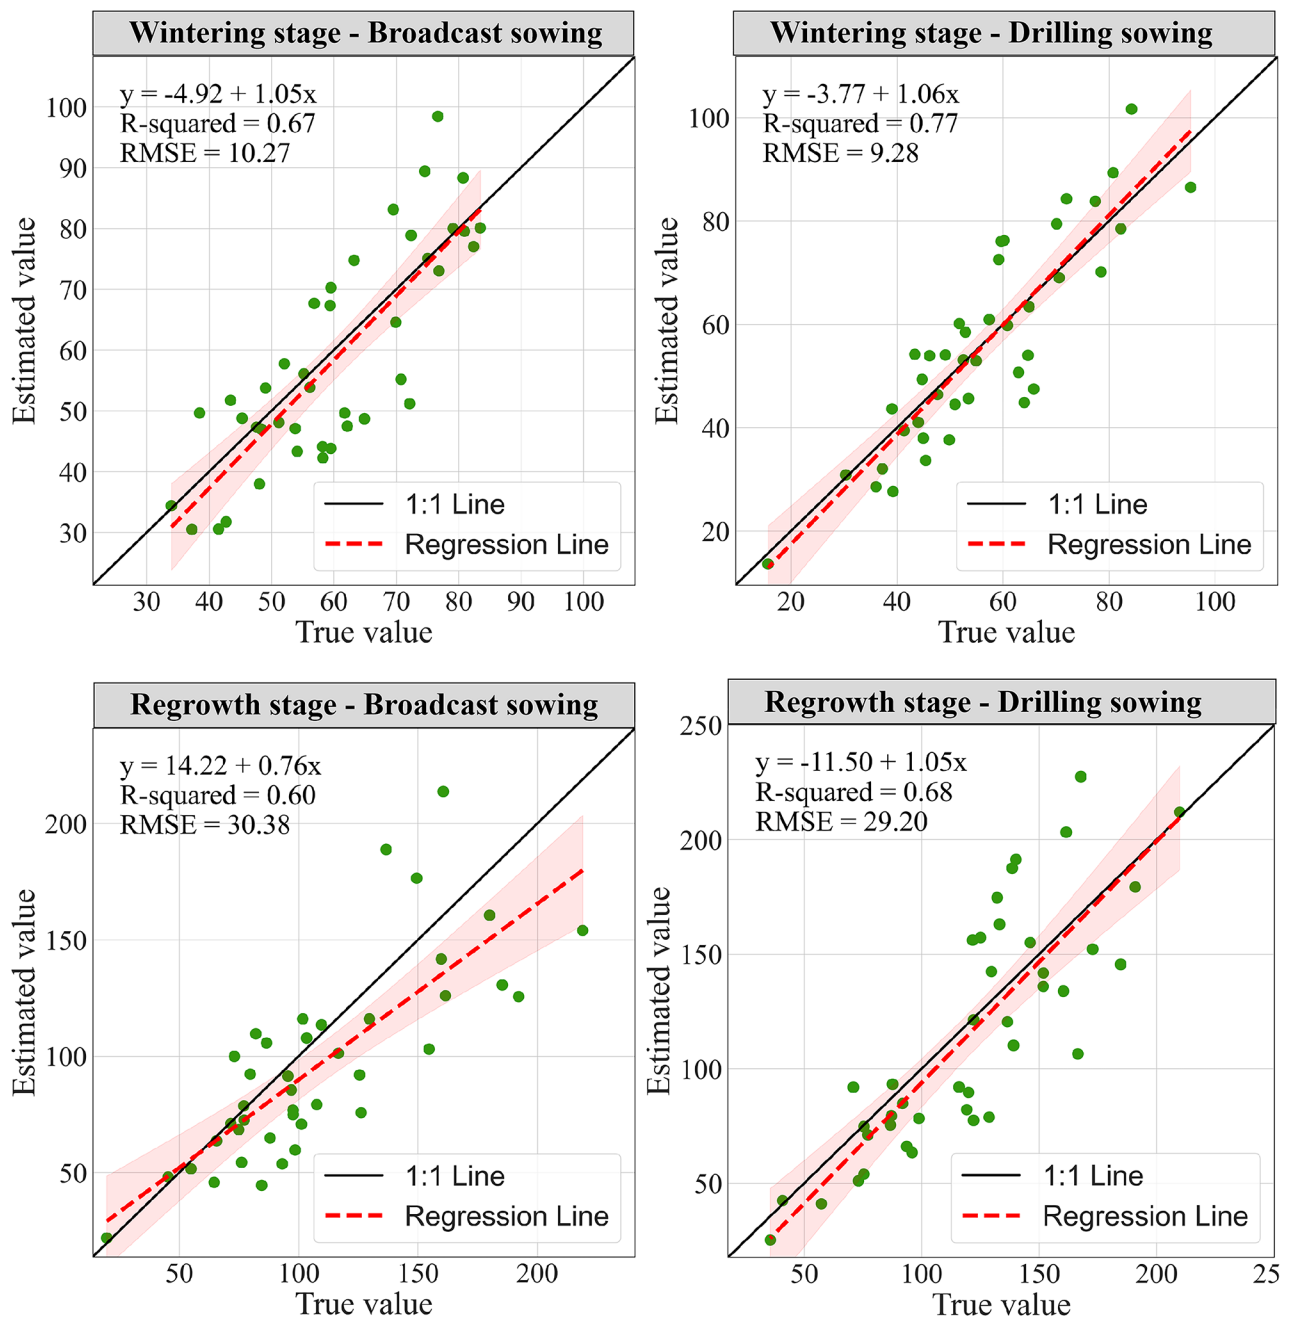 Wintering stage - Broadcast sowing
y = -4.92 + 1.05x
R-squared = 0.67
RMSE = 10.27
100
90
80
70
60
50
40
30
Estimated value
1:1 Line
Regression Line
30 40 50 60 70 80 90 100
True value
Wintering stage - Drilling sowing
y = -3.77 + 1.06x
R-squared = 0.77
RMSE = 9.28
100
80
60
40
20
Estimated value
1:1 Line
Regression Line
20 40 60 80 100
True value
Regrowth stage - Broadcast sowing
y = 14.22 + 0.76x
R-squared = 0.60
RMSE = 30.38
200
150
100
50
Estimated value
1:1 Line
Regression Line
50 100 150 200
True value
Regrowth stage - Drilling sowing
y = -11.50 + 1.05x
R-squared = 0.68
RMSE = 29.20
250
200
150
100
50
Estimated value
1:1 Line
Regression Line
50 100 150 200 25
True value